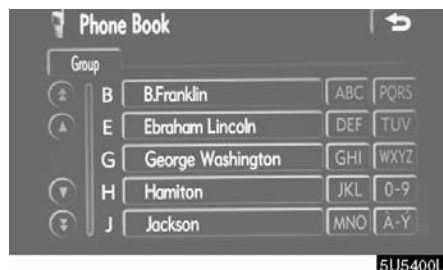 Phone Book
Group
B B.Franklin ABC PQRS
E Ebraham Lincoln DEF TUV
G George Washington GHI WXYZ
H Hamiton JKL 0-9
J Jackson MNO À-Ý
5U5400L